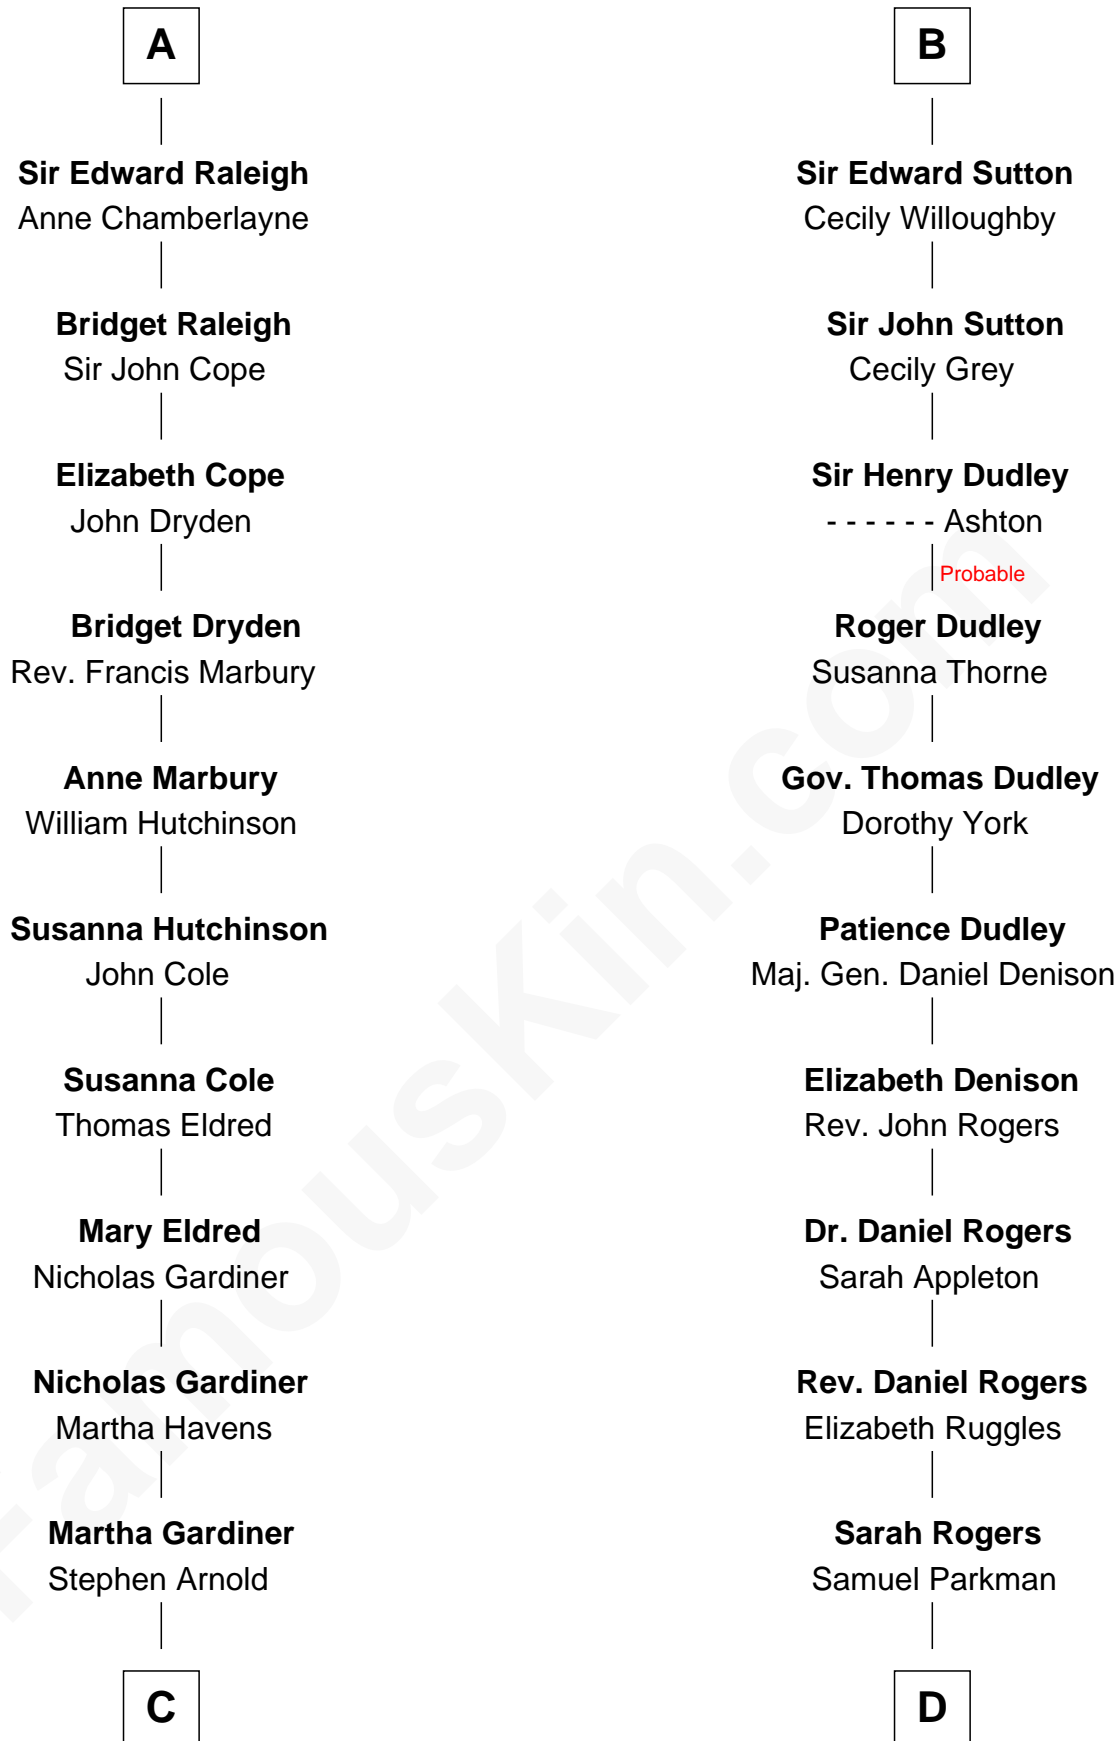 A
Sir Edward Raleigh
Anne Chamberlayne
Bridget Raleigh
Sir John Cope
Elizabeth Cope
John Dryden
Bridget Dryden
Rev. Francis Marbury
Anne Marbury
William Hutchinson
Susanna Hutchinson
John Cole
Susanna Cole
Thomas Eldred
Mary Eldred
Nicholas Gardiner
Nicholas Gardiner
Martha Havens
Martha Gardiner
Stephen Arnold
C
B
Sir Edward Sutton
Cecily Willoughby
Sir John Sutton
Cecily Grey
Sir Henry Dudley
- - - - - - Ashton
Probable
Roger Dudley
Susanna Thorne
Gov. Thomas Dudley
Dorothy York
Patience Dudley
Maj. Gen. Daniel Denison
Elizabeth Denison
Rev. John Rogers
Dr. Daniel Rogers
Sarah Appleton
Rev. Daniel Rogers
Elizabeth Ruggles
Sarah Rogers
Samuel Parkman
D
FamousKin.com